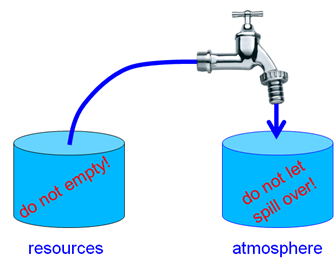 do not empty!
do not let
spill over!
resources
atmosphere